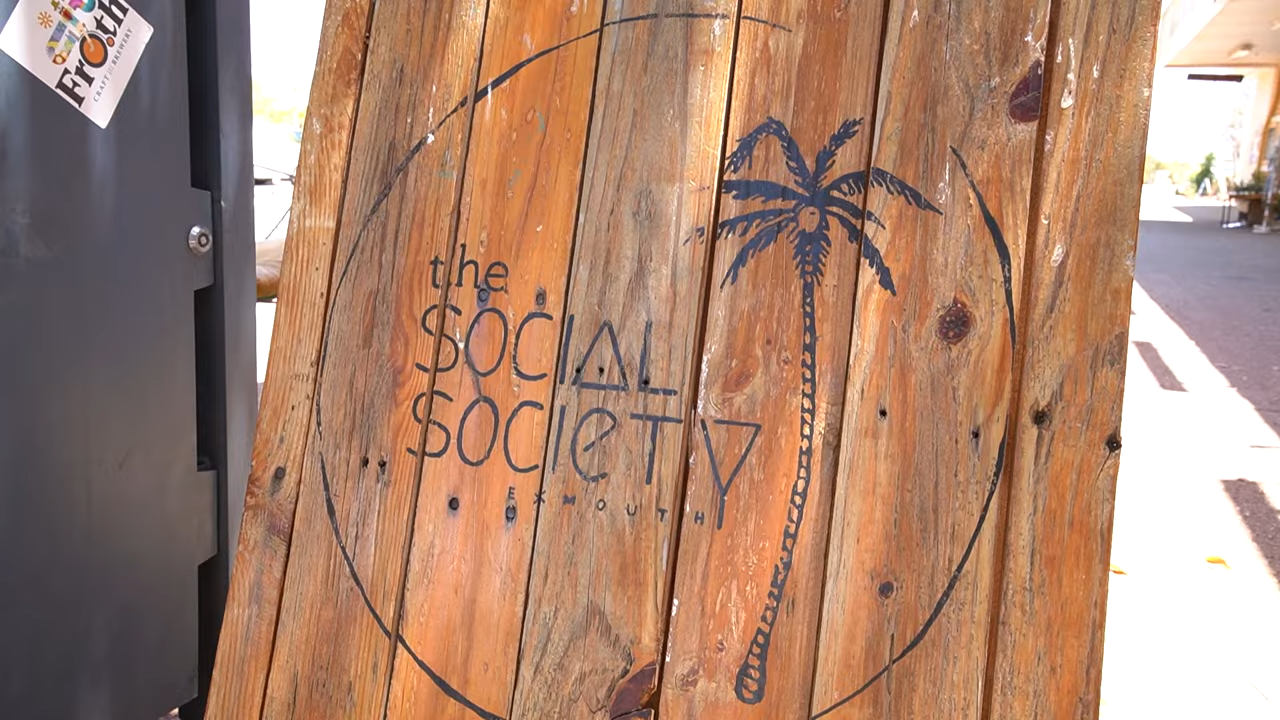 Froth
CRAFT BREWERY
the
SOCIAL
SOCIETY
EXMOUTH